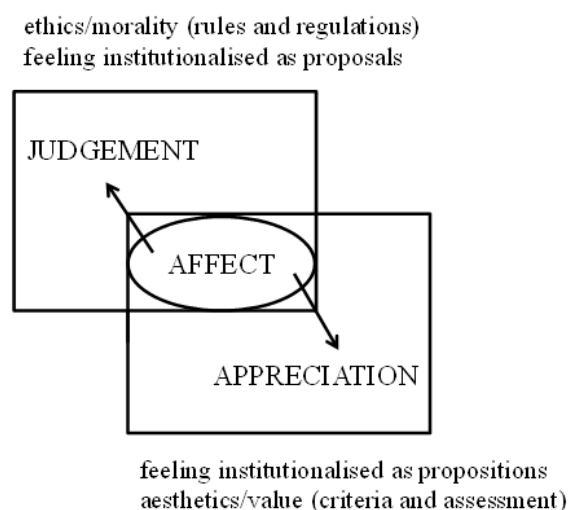 ethics/morality (rules and regulations)
feeling institutionalised as proposals
JUDGEMENT
AFFECT
APPRECIATION
feeling institutionalised as propositions
aesthetics/value (criteria and assessment)